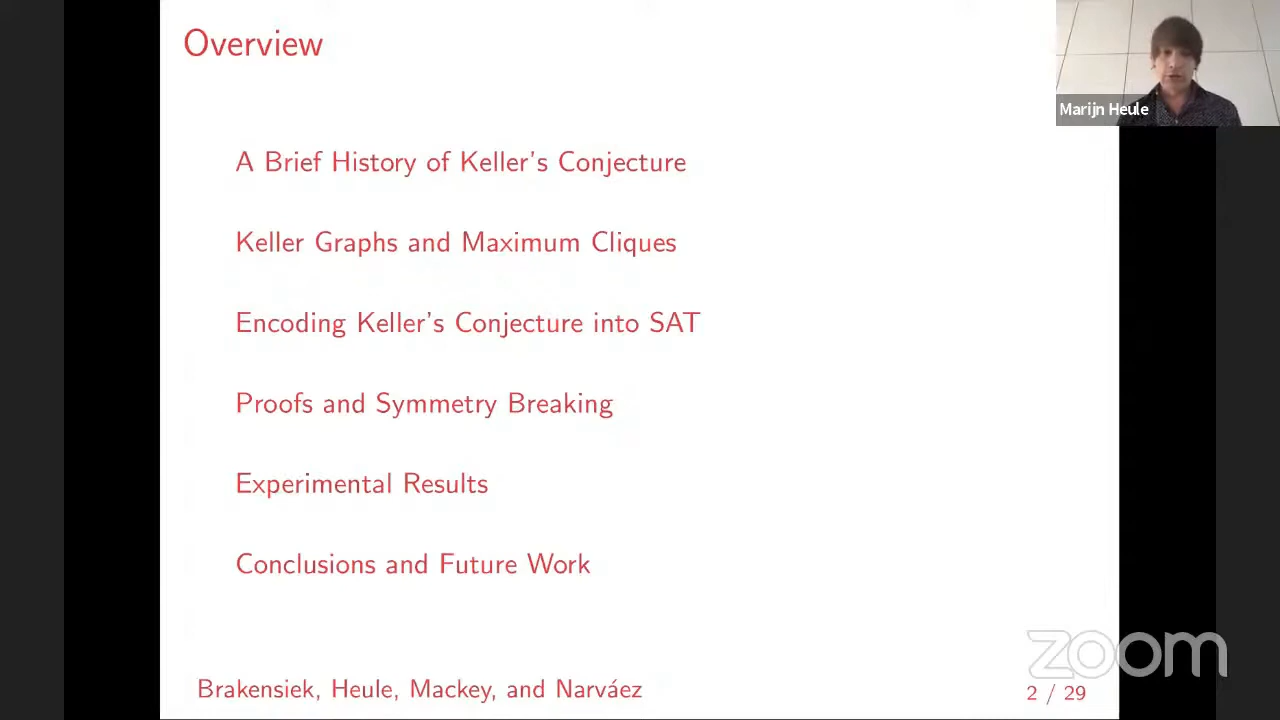 Overview
Marijn Heule
A Brief History of Keller's Conjecture
Keller Graphs and Maximum Cliques
Encoding Keller's Conjecture into SAT
Proofs and Symmetry Breaking
Experimental Results
Conclusions and Future Work
zoom
Brakensiek, Heule, Mackey, and Narváez
2 / 29